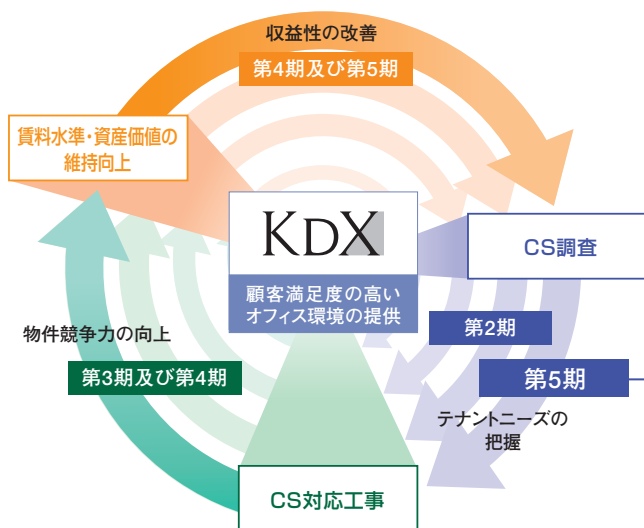 収益性の改善
第4期及び第5期
賃料水準・資産価値の
維持向上
KDX
顧客満足度の高い
オフィス環境の提供
CS調査
第2期
第5期
テナントニーズの
把握
物件競争力の向上
第3期及び第4期
CS対応工事